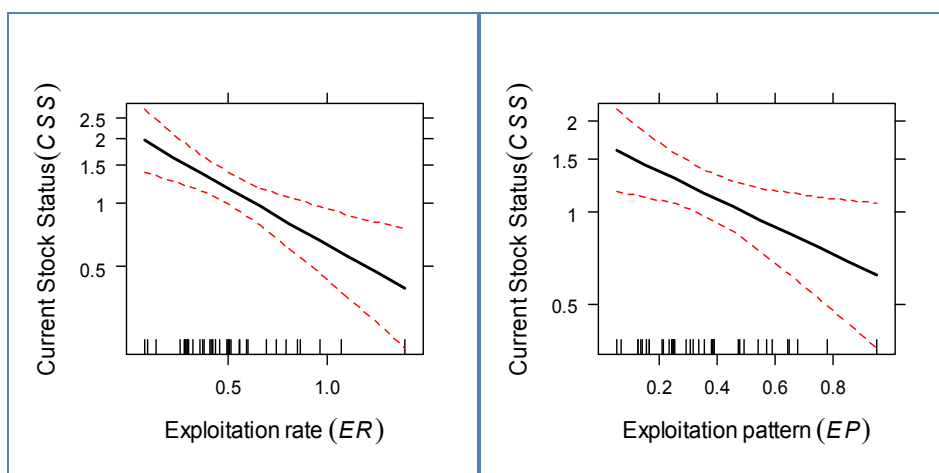 Current Stock Status(CSS)
2.5
2
1.5
1
0.5
0.5 1.0
Exploitation rate (ER)
Current Stock Status(CSS)
2
1.5
1
0.5
0.2 0.4 0.6 0.8
Exploitation pattern (EP)